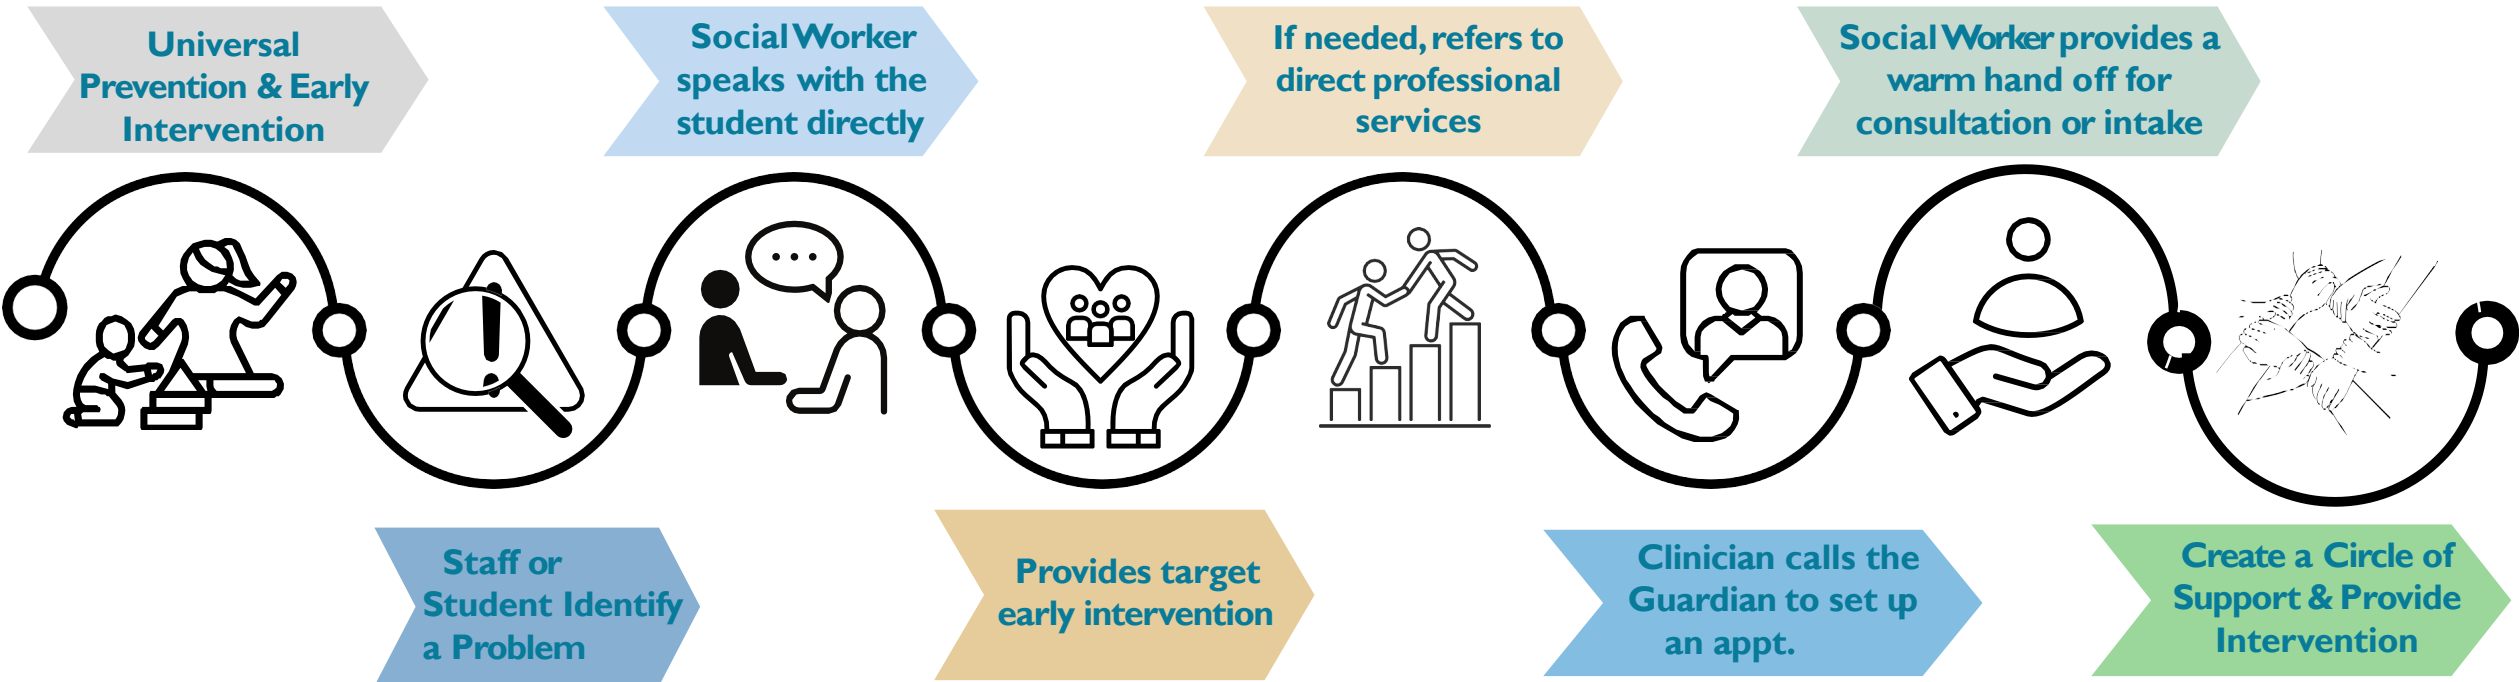 Universal
Prevention & Early
Intervention
Staff or
Student Identify
a Problem
Social Worker
speaks with the
student directly
Provides target
early intervention
If needed, refers to
direct professional
services
Clinician calls the
Guardian to set up
an appt.
Social Worker provides a
warm hand off for
consultation or intake
Create a Circle of
Support & Provide
Intervention